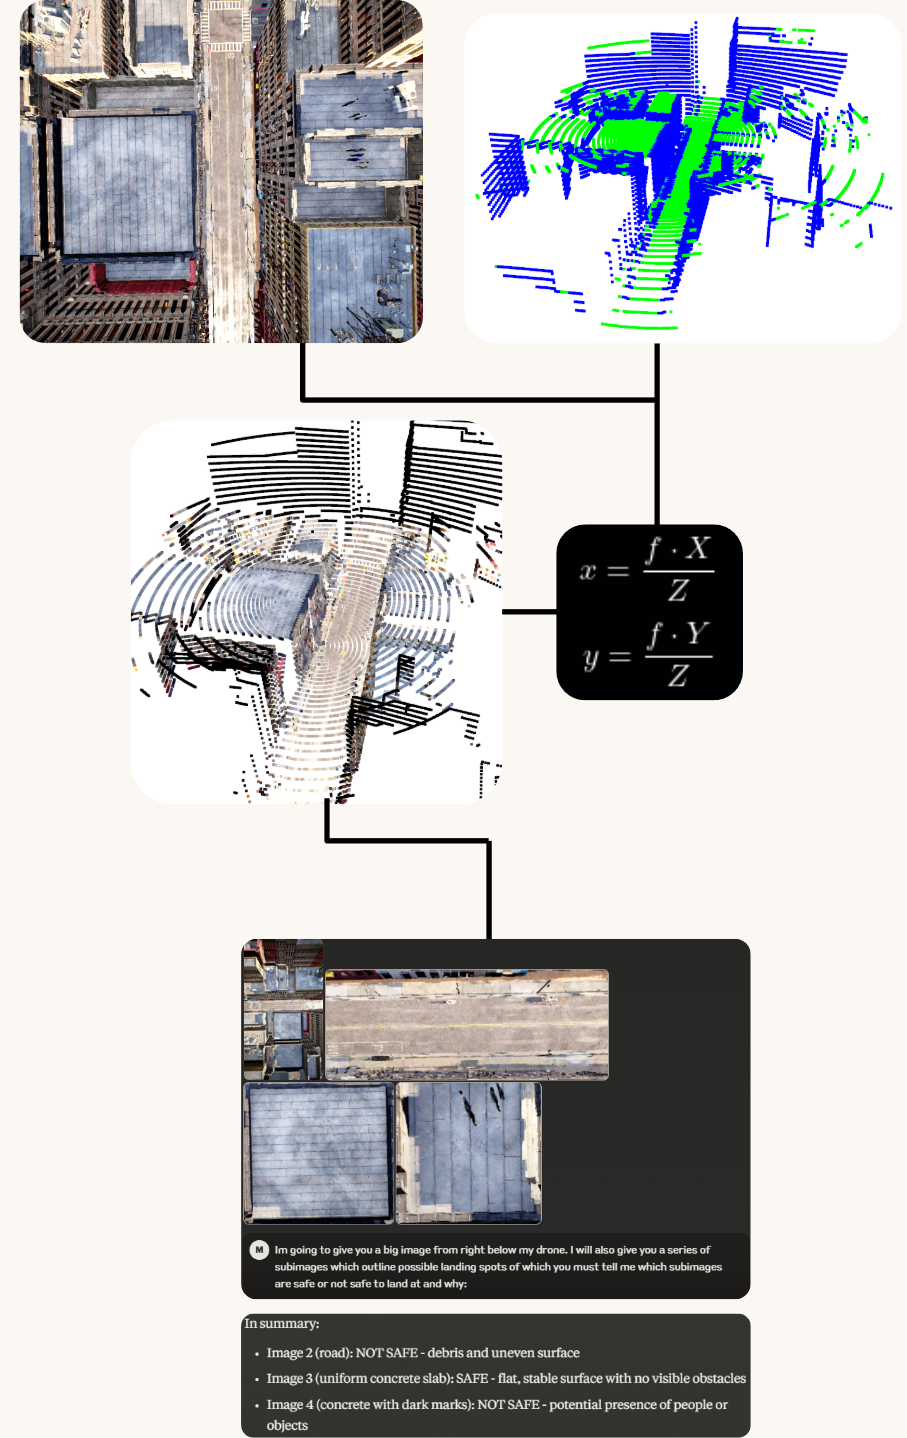 x = f · X / Z
y = f · Y / Z
M
Im going to give you a big image from right below my drone. I will also give you a series of
subimages which outline possible landing spots of which you must tell me which subimages
are safe or not safe to land at and why:
In summary:
• Image 2 (road): NOT SAFE - debris and uneven surface
• Image 3 (uniform concrete slab): SAFE - flat, stable surface with no visible obstacles
• Image 4 (concrete with dark marks): NOT SAFE - potential presence of people or
objects